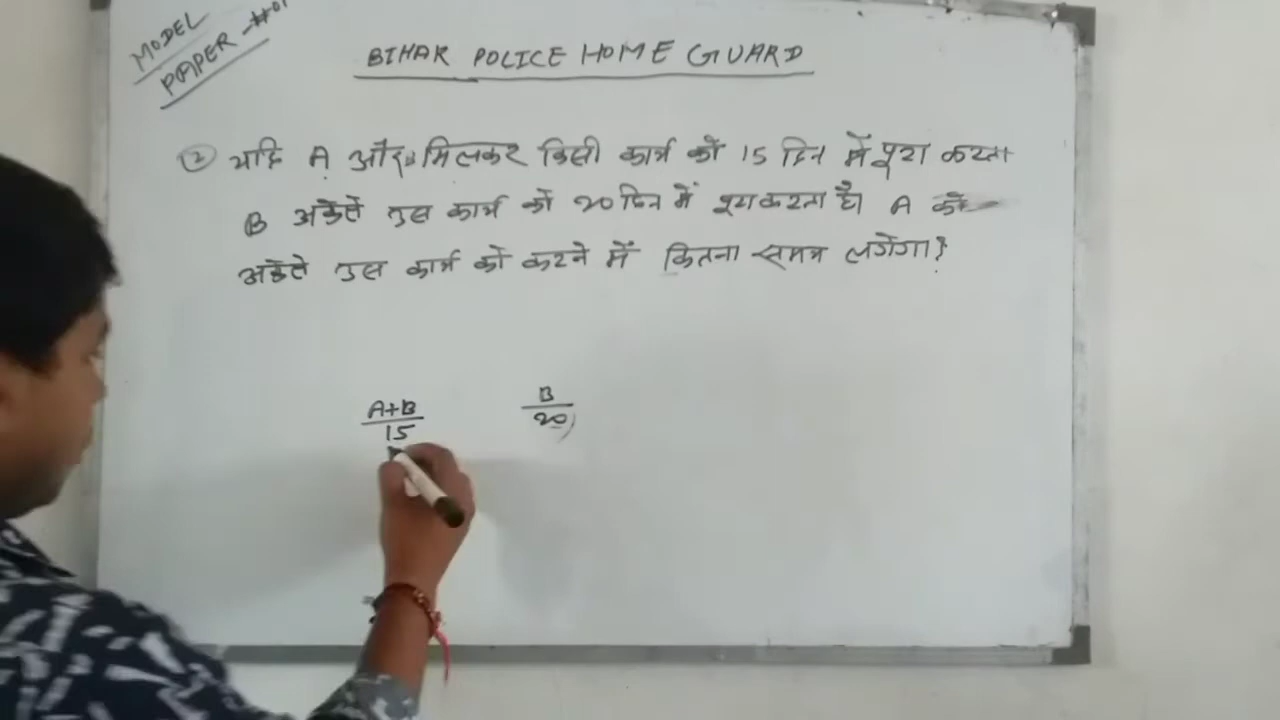 MODEL
PAPER - #01
BIHAR POLICE HOME GUARD
② यदि A और B मिलकर किसी कार्य को 15 दिन में पूरा करता
B अकेले उस कार्य को 20 दिन में पूरा करता है। A को
अकेले उस कार्य को करने में कितना समय लगेगा?
A+B
15
B
20